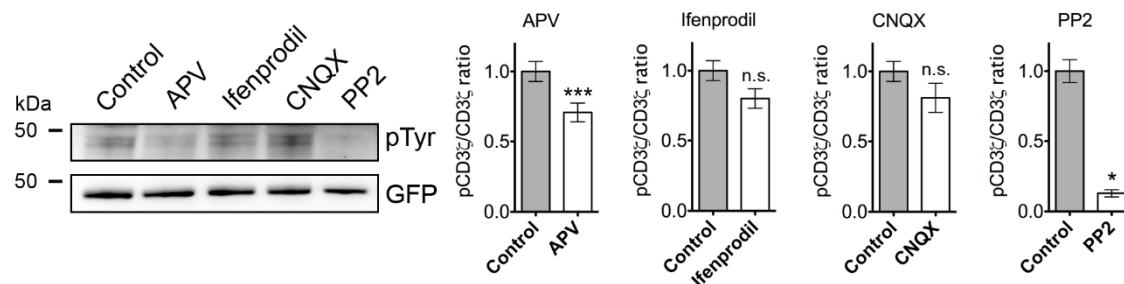 Control APV Ifenprodil CNQX PP2
kDa
50
pTyr
50
GFP
APV
pCD3ζ/CD3ζ ratio
1.0
0.5
0.0
***
Control
APV
Ifenprodil
pCD3ζ/CD3ζ ratio
1.0
0.5
0.0
n.s.
Control
Ifenprodil
CNQX
pCD3ζ/CD3ζ ratio
1.0
0.5
0.0
n.s.
Control
CNQX
PP2
pCD3ζ/CD3ζ ratio
1.0
0.5
0.0
*
Control
PP2